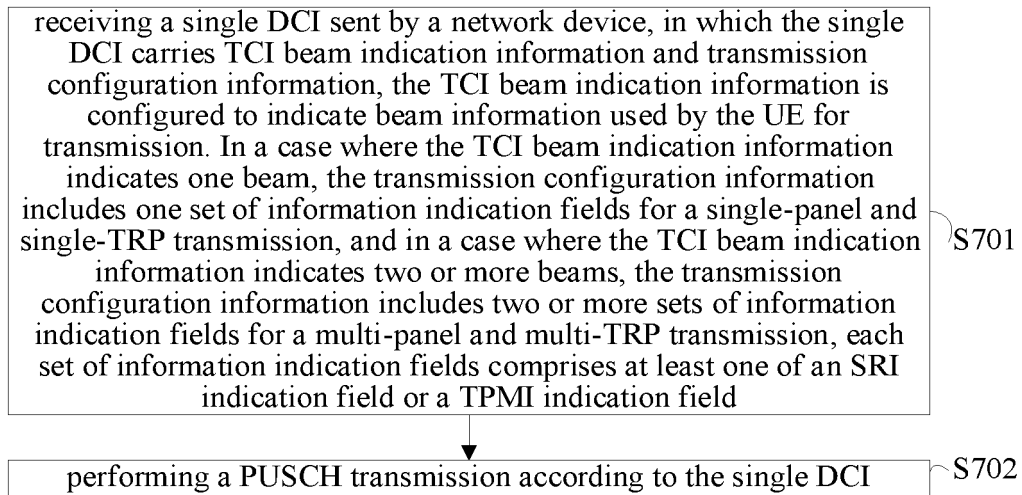 receiving a single DCI sent by a network device, in which the single
DCI carries TCI beam indication information and transmission
configuration information, the TCI beam indication information is
configured to indicate beam information used by the UE for
transmission. In a case where the TCI beam indication information
indicates one beam, the transmission configuration information
includes one set of information indication fields for a single-panel and
single-TRP transmission, and in a case where the TCI beam indication
information indicates two or more beams, the transmission
configuration information includes two or more sets of information
indication fields for a multi-panel and multi-TRP transmission, each
set of information indication fields comprises at least one of an SRI
indication field or a TPMI indication field
S701
performing a PUSCH transmission according to the single DCI
S702